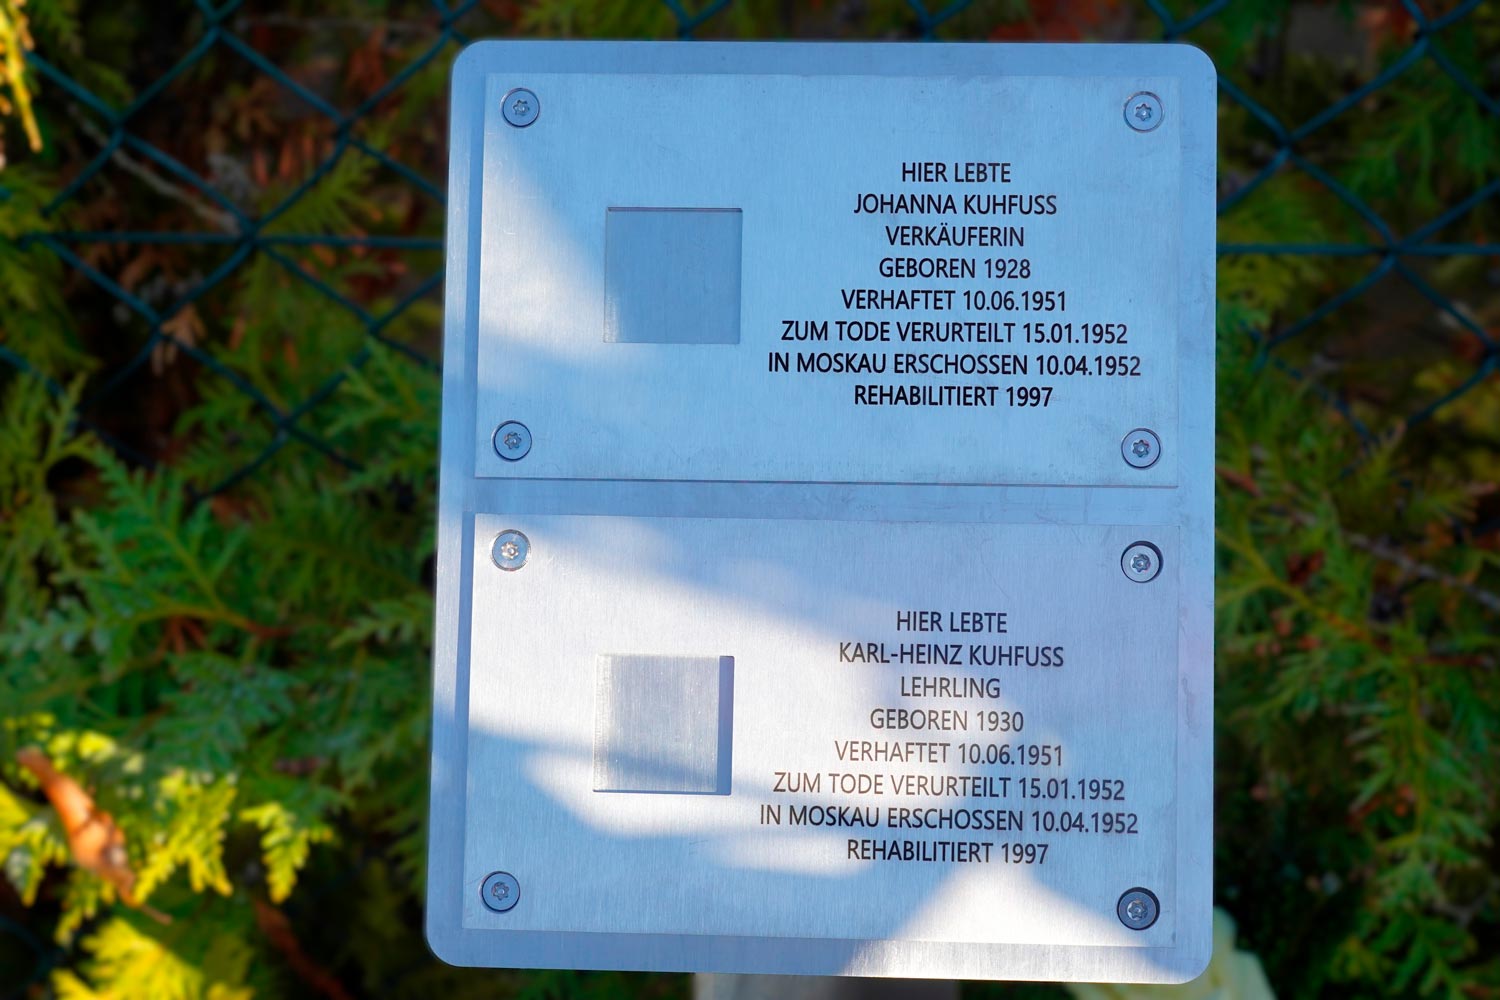 HIER LEBTE
JOHANNA KUHFUSS
VERKÄUFERIN
GEBOREN 1928
VERHAFTET 10.06.1951
ZUM TODE VERURTEILT 15.01.1952
IN MOSKAU ERSCHOSSEN 10.04.1952
REHABILITIERT 1997
HIER LEBTE
KARL-HEINZ KUHFUSS
LEHRLING
GEBOREN 1930
VERHAFTET 10.06.1951
ZUM TODE VERURTEILT 15.01.1952
IN MOSKAU ERSCHOSSEN 10.04.1952
REHABILITIERT 1997